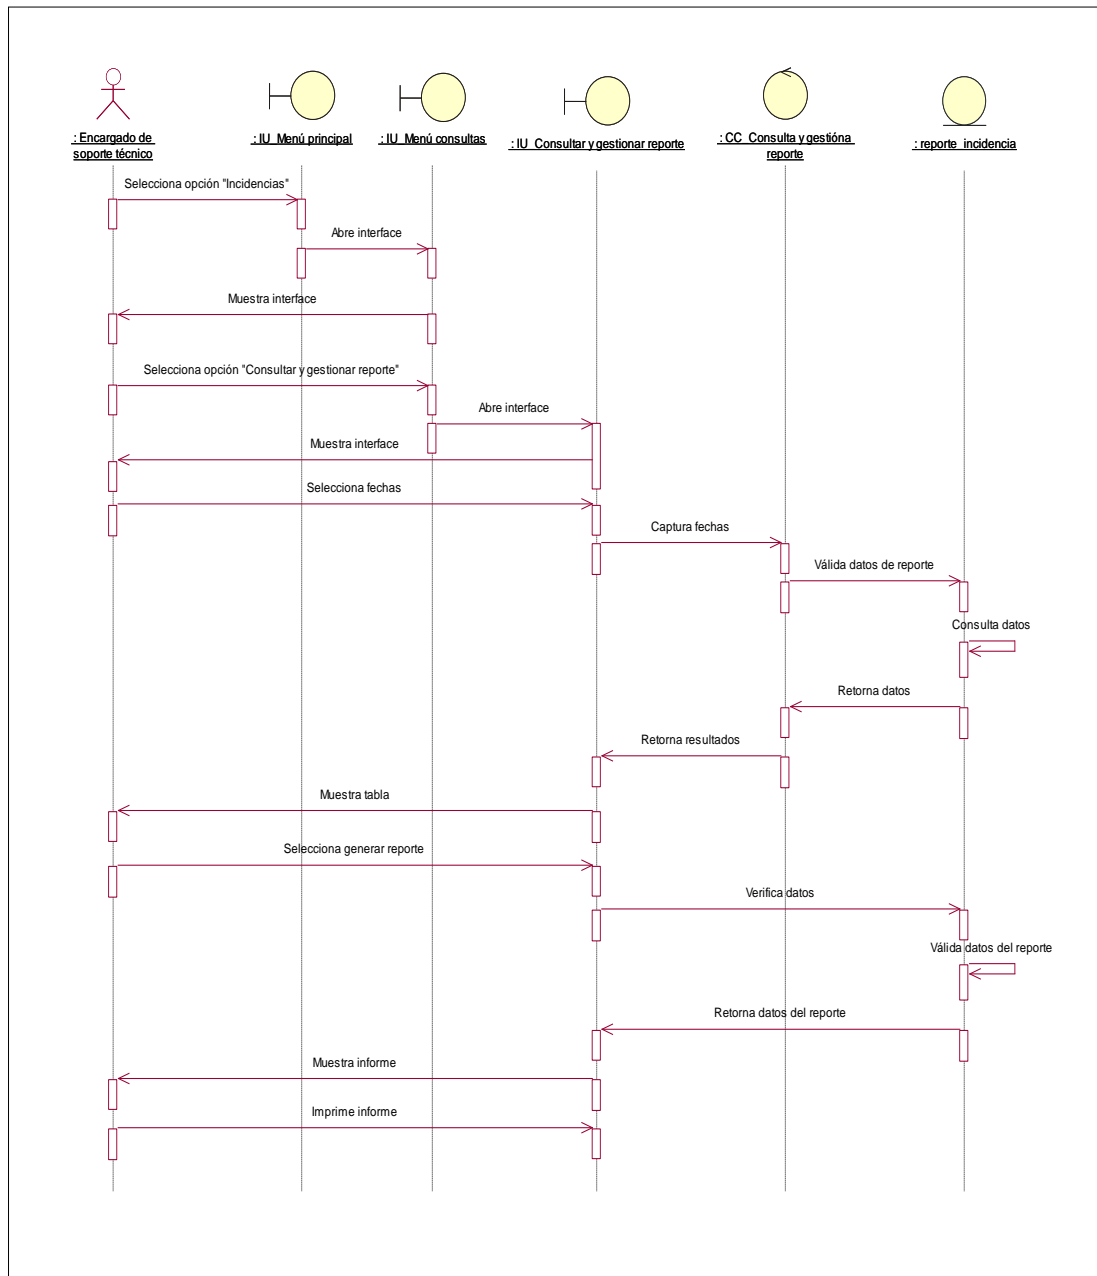 : Encargado de
soporte técnico
: IU_Menú principal
: IU_Menú consultas
: IU_Consultar y gestionar reporte
: CC_Consulta y gestióna
reporte
: reporte_incidencia
Selecciona opción "Incidencias"
Abre interface
Muestra interface
Selecciona opción "Consultar y gestionar reporte"
Abre interface
Muestra interface
Selecciona fechas
Captura fechas
Válida datos de reporte
Consulta datos
Retorna datos
Retorna resultados
Muestra tabla
Selecciona generar reporte
Verifica datos
Válida datos del reporte
Retorna datos del reporte
Muestra informe
Imprime informe